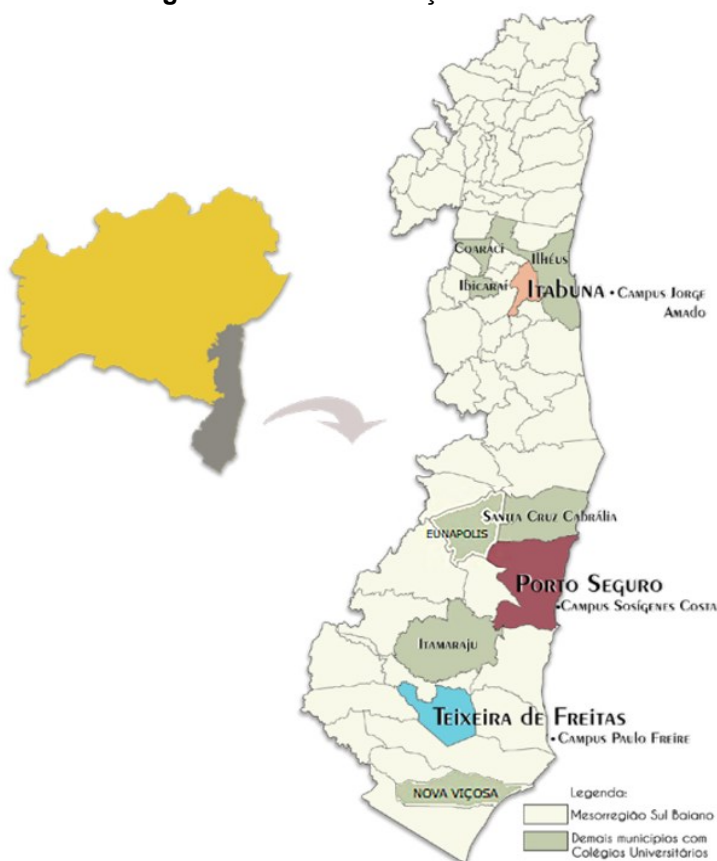 Coaraci
Ilhéus
Ibicaraí
Itabuna • Campus Jorge
Amado
Santa Cruz Cabrália
EUNAPOLIS
Porto Seguro
•Campus Sosígenes Costa
Itamaraju
Teixeira de Freitas
•Campus Paulo Freire
NOVA VIÇOSA
Legenda:
Mesorregião Sul Baiano
Demais municípios com
Colégios Universitários